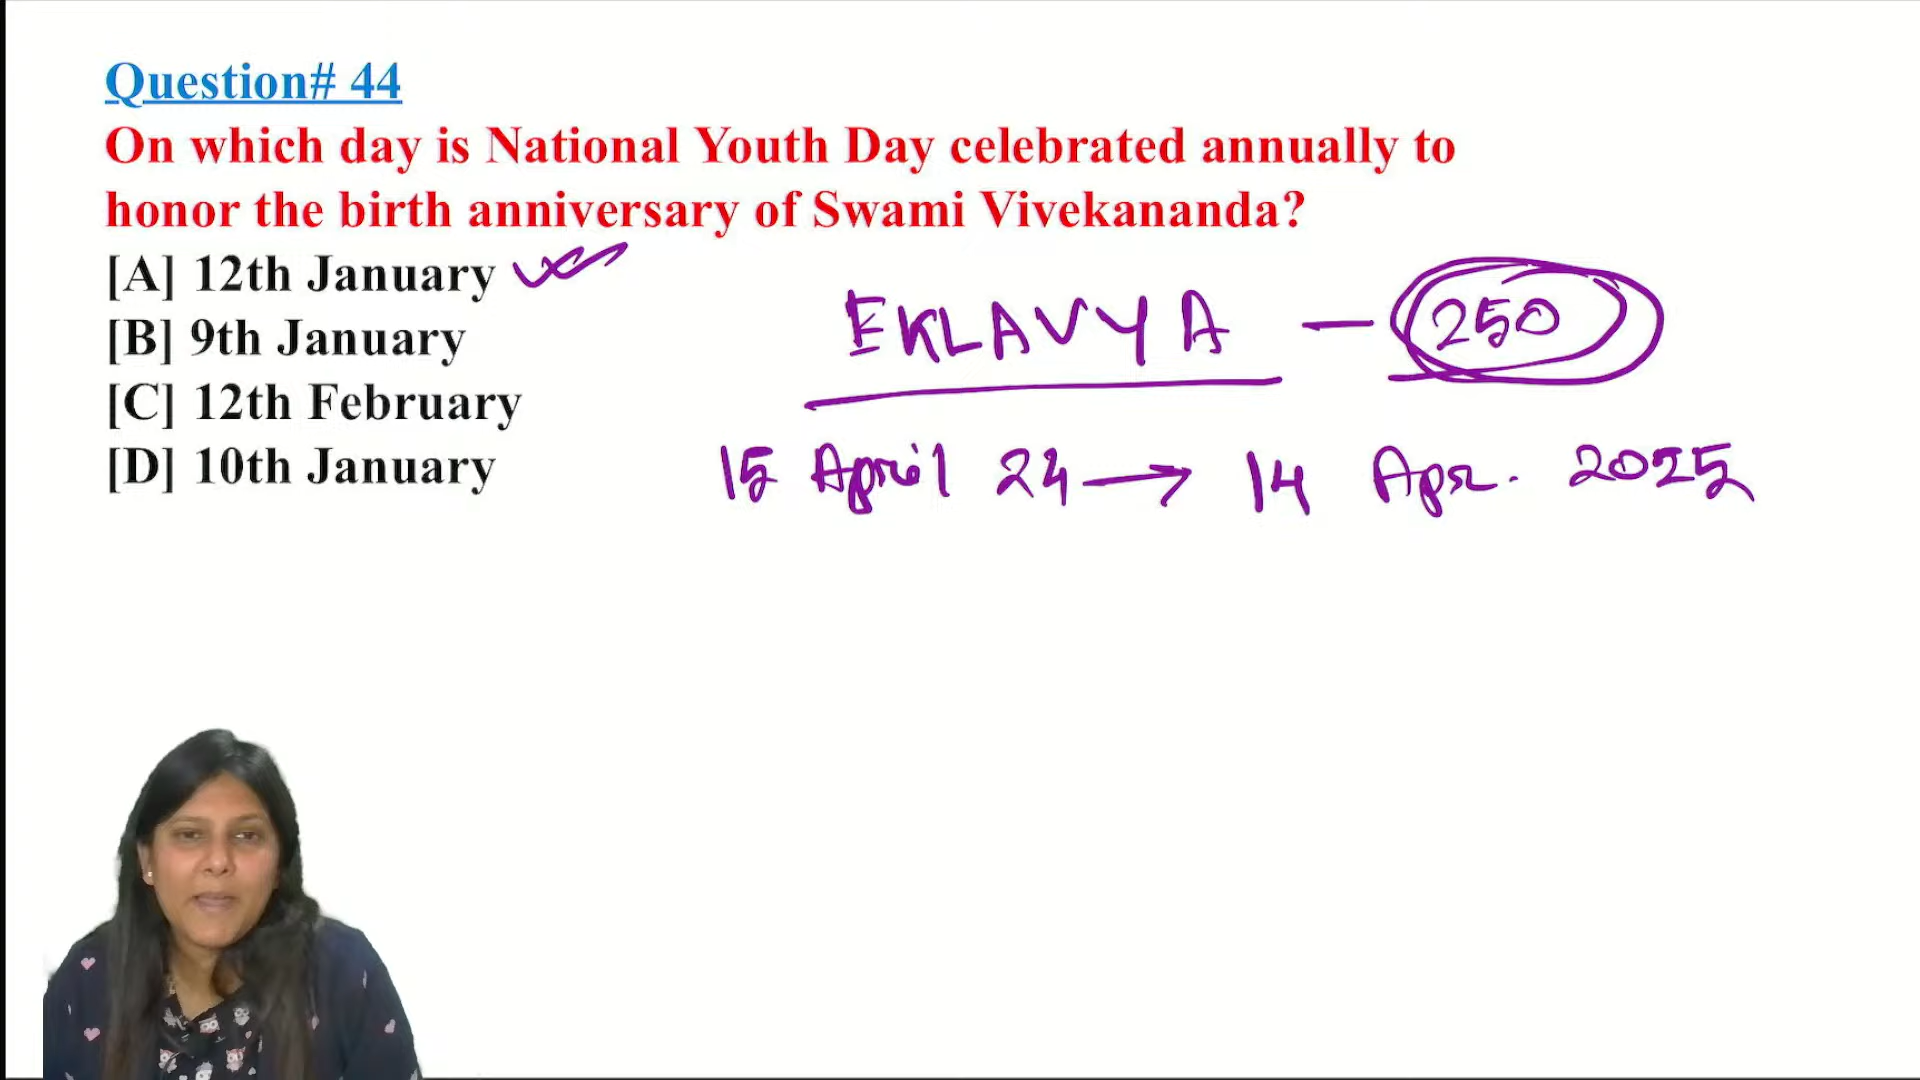 Question# 44
On which day is National Youth Day celebrated annually to
honor the birth anniversary of Swami Vivekananda?
[A] 12th January
[B] 9th January
[C] 12th February
[D] 10th January
EKLAVYA — 250
15 April 24 → 14 Apr. 2025